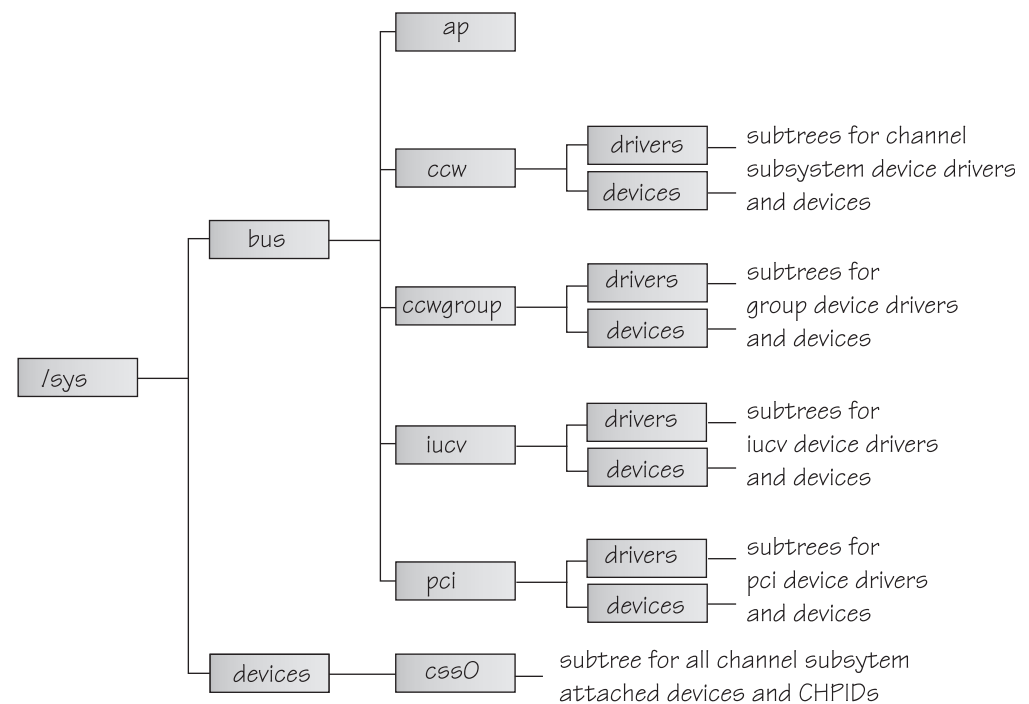 ap
drivers
subtrees for channel
ccw
subsystem device drivers
devices
and devices
bus
drivers
subtrees for
ccwgroup
group device drivers
devices
and devices
/sys
drivers
subtrees for
iucv
iucv device drivers
devices
and devices
drivers
subtrees for
pci
pci device drivers
devices
and devices
devices
css0
subtree for all channel subsytem
attached devices and CHPIDs